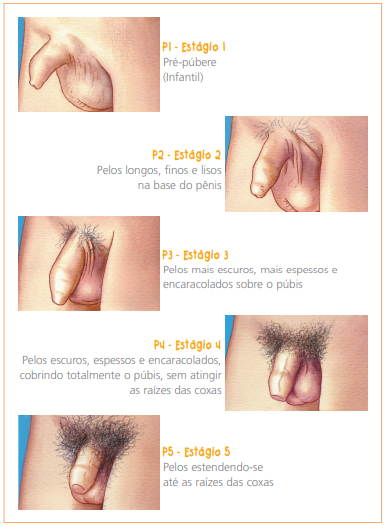 P1 - Estágio 1
Pré-púbere
(Infantil)
P2 - Estágio 2
Pelos longos, finos e lisos
na base do pênis
P3 - Estágio 3
Pelos mais escuros, mais espessos e
encaracolados sobre o púbis
P4 - Estágio 4
Pelos escuros, espessos e encaracolados,
cobrindo totalmente o púbis, sem atingir
as raízes das coxas
P5 - Estágio 5
Pelos estendendo-se
até as raízes das coxas